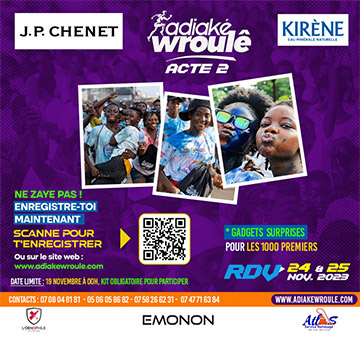 J.P. CHENET
adiaké
wroulê
ACTE 2
KIRÈNE
EAU MINÉRALE NATURELLE
NE ZAYE PAS !
ENREGISTRE-TOI
MAINTENANT
SCANNE POUR
T'ENREGISTRER
Ou sur le site web :
www.adiakewroule.com
* GADGETS SURPRISES
POUR LES 1000 PREMIERS
RDV 24 & 25
NOV. 2023
DATE LIMITE : 19 NOVEMBRE À 00H, KIT OBLIGATOIRE POUR PARTICIPER
CONTACTS : 07 08 04 81 81 - 05 06 05 86 82 - 07 58 26 62 31 - 07 47 71 63 84
WWW.ADIAKEWROULE.COM
L'OENOPHILE
EMONON